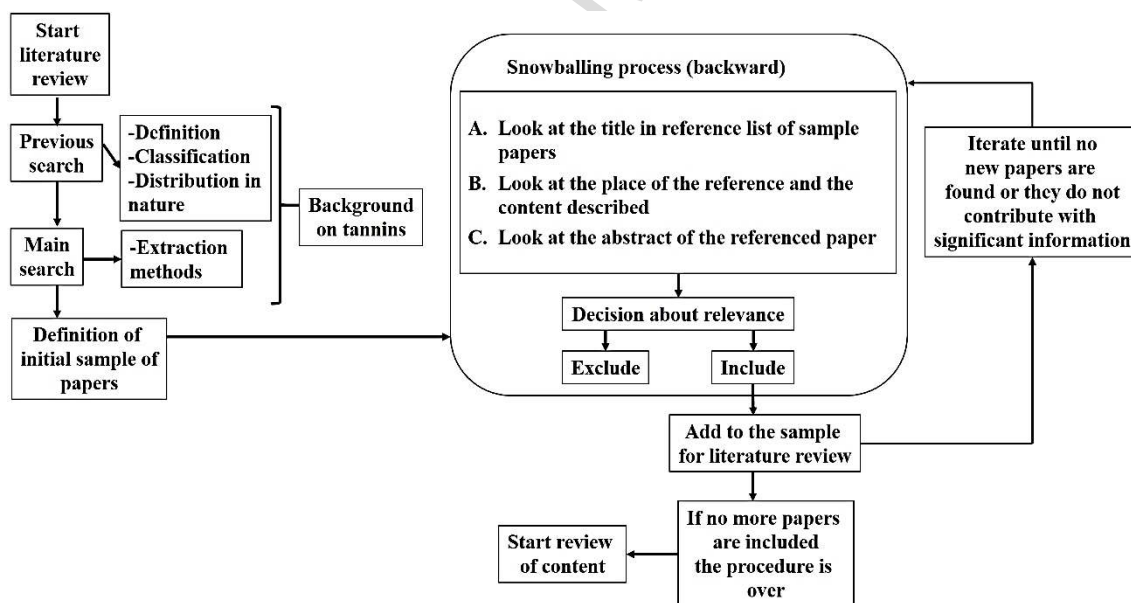 Start
literature
review
Previous
search
-Definition
-Classification
-Distribution in
nature
Main
search
-Extraction
methods
Background
on tannins
Definition of
initial sample of
papers
Snowballing process (backward)
A. Look at the title in reference list of sample
papers
B. Look at the place of the reference and the
content described
C. Look at the abstract of the referenced paper
Decision about relevance
Exclude
Include
Iterate until no
new papers are
found or they do not
contribute with
significant information
Add to the sample
for literature review
If no more papers
are included
the procedure is
over
Start review
of content